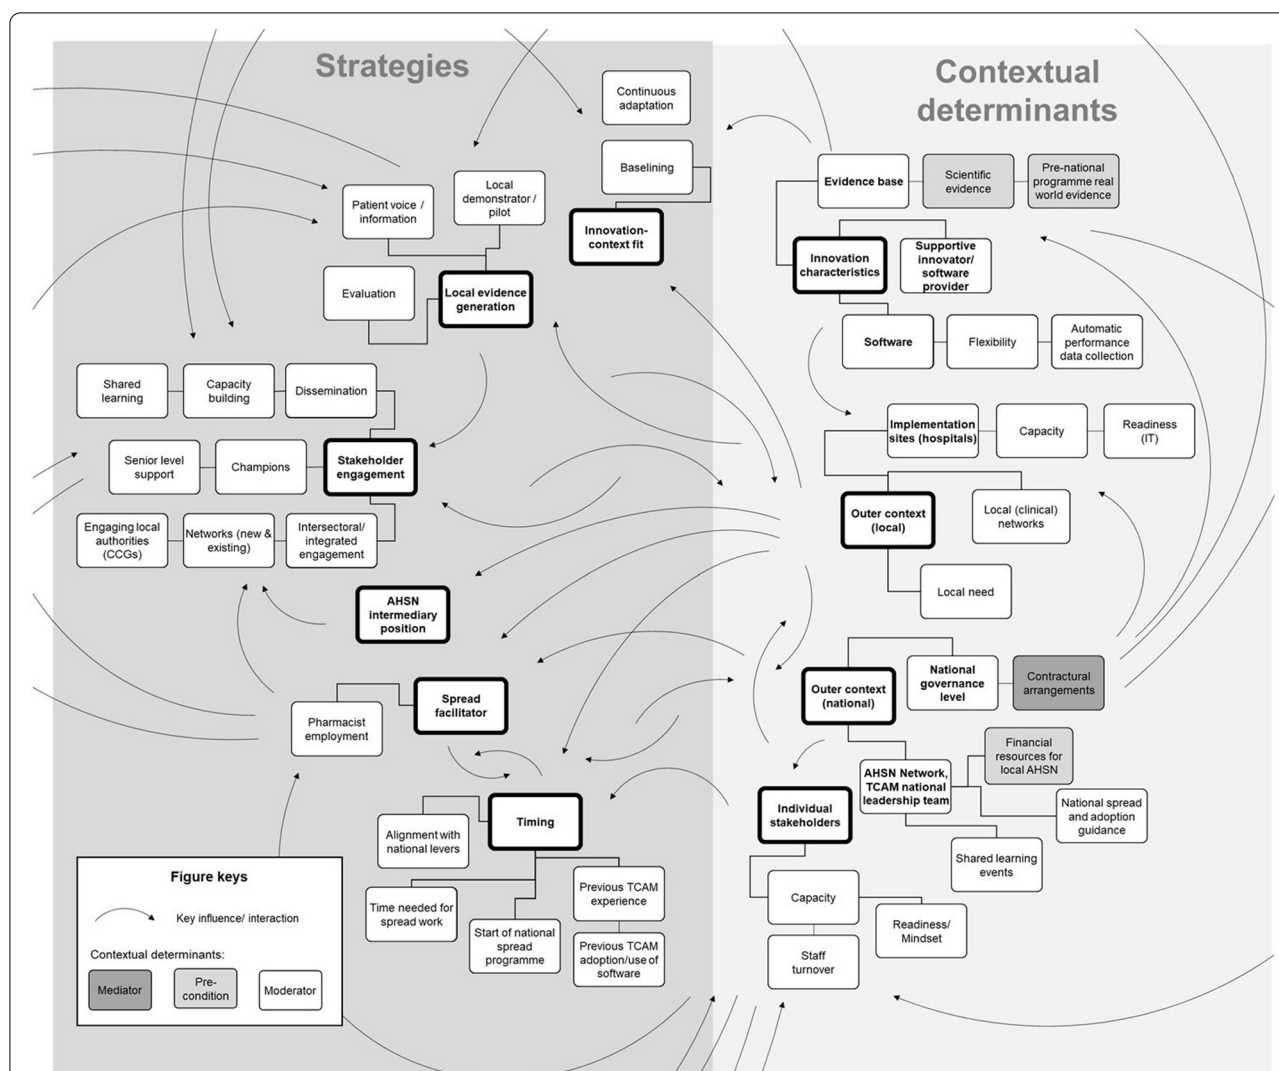 Strategies
Contextual
determinants
Continuous
adaptation
Baselining
Innovation-
context fit
Patient voice /
information
Local
demonstrator /
pilot
Evaluation
Local evidence
generation
Shared
learning
Capacity
building
Dissemination
Senior level
support
Champions
Stakeholder
engagement
Engaging local
authorities
(CCGs)
Networks (new &
existing)
Intersectoral/
integrated
engagement
AHSN
intermediary
position
Spread
facilitator
Pharmacist
employment
Timing
Alignment with
national levers
Time needed for
spread work
Start of national
spread
programme
Previous TCAM
experience
Previous TCAM
adoption/use of
software
Evidence base
Scientific
evidence
Pre-national
programme real
world evidence
Innovation
characteristics
Supportive
innovator/
software
provider
Software
Flexibility
Automatic
performance
data collection
Implementation
sites (hospitals)
Capacity
Readiness
(IT)
Outer context
(local)
Local (clinical)
networks
Local need
Outer context
(national)
National
governance
level
Contractural
arrangements
Financial
resources for
local AHSN
AHSN Network,
TCAM national
leadership team
National spread
and adoption
guidance
Shared learning
events
Individual
stakeholders
Capacity
Readiness/
Mindset
Staff
turnover
Figure keys
Key influence/ interaction
Contextual determinants:
Mediator
Pre-
condition
Moderator